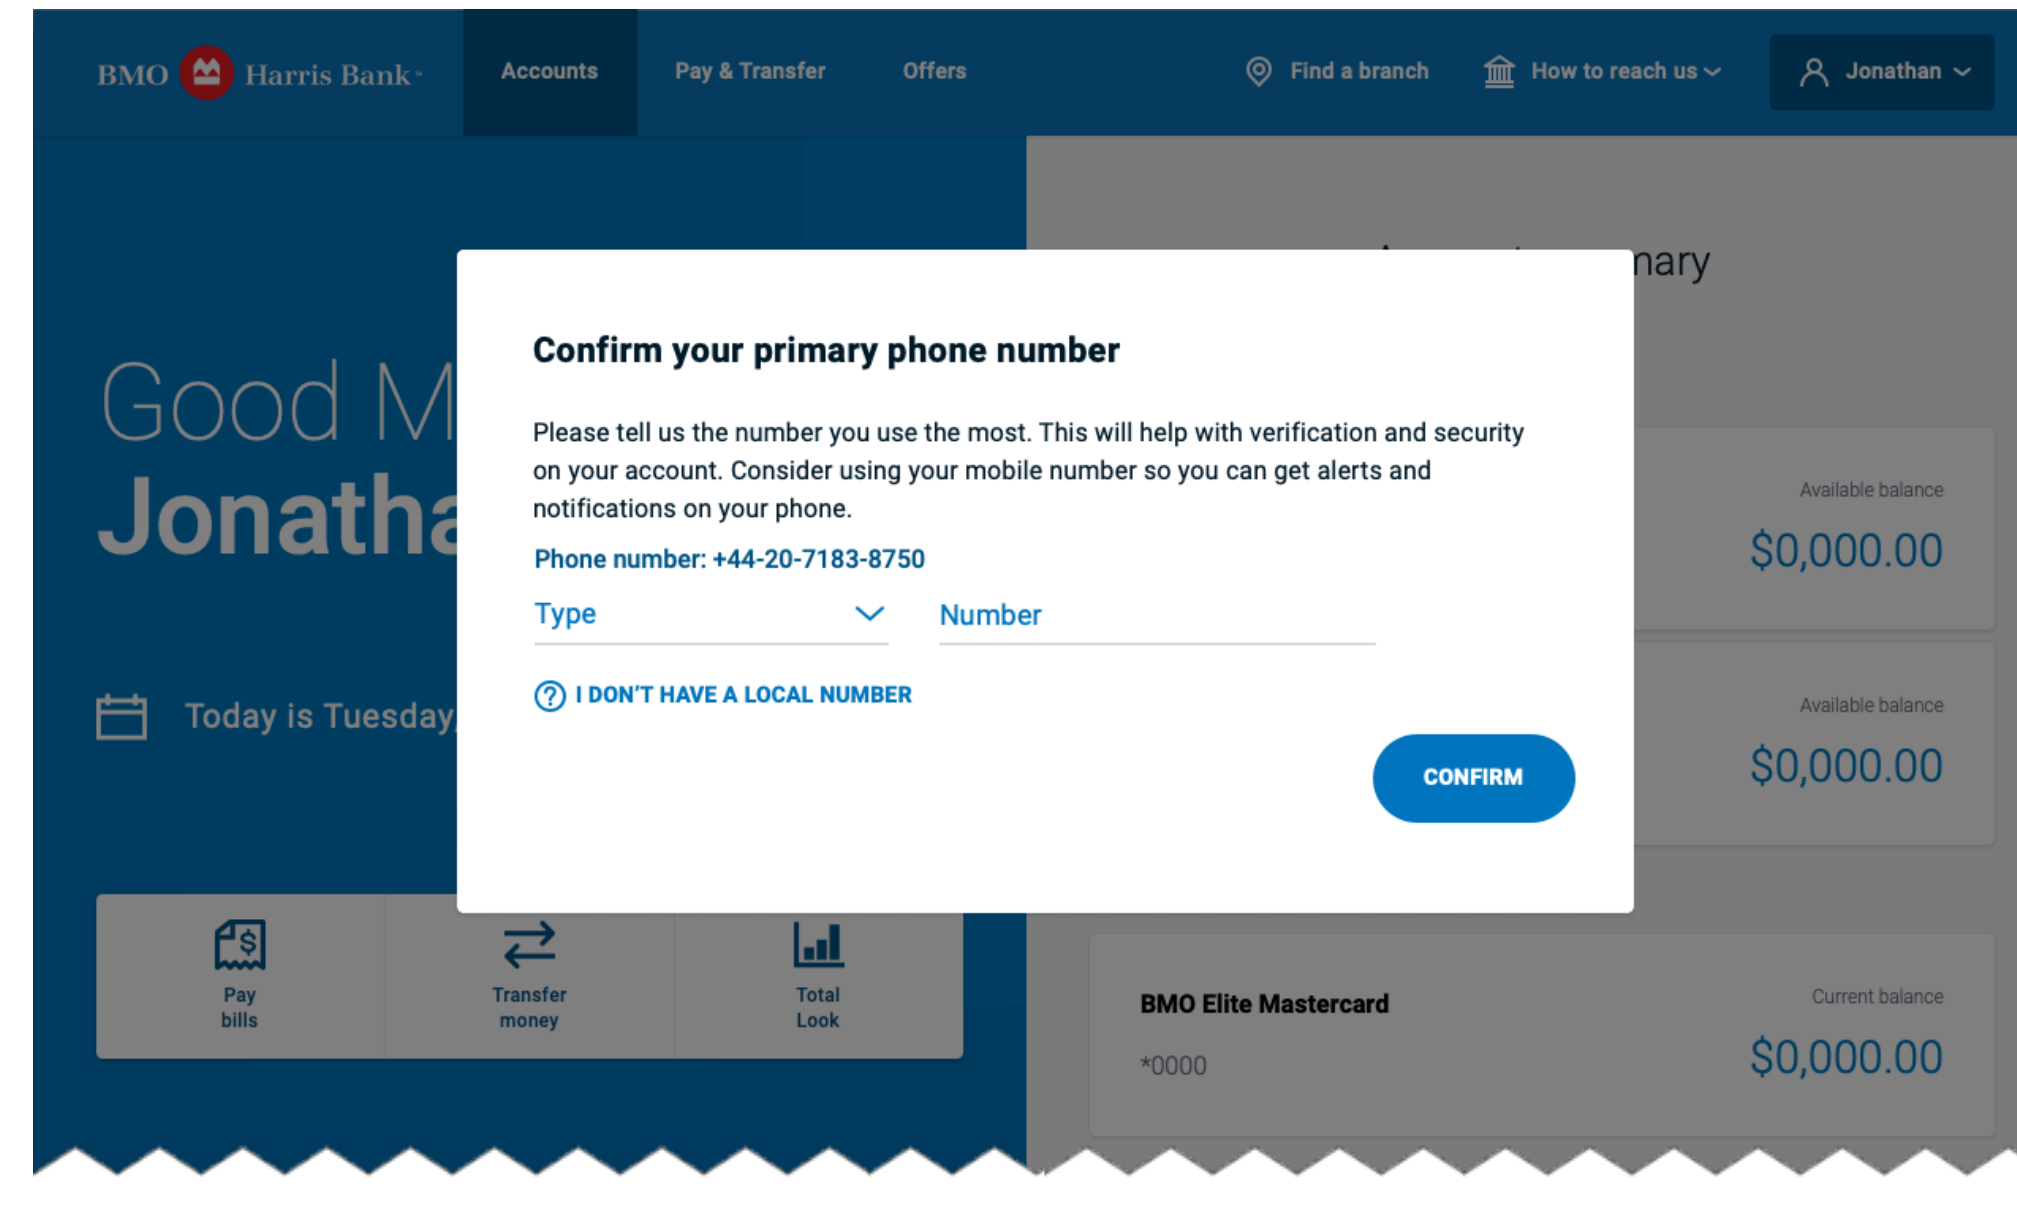 BMO Harris Bank
Accounts
Pay & Transfer
Offers
Find a branch
How to reach us
Jonathan
Confirm your primary phone number
Please tell us the number you use the most. This will help with verification and security
on your account. Consider using your mobile number so you can get alerts and
notifications on your phone.
Phone number: +44-20-7183-8750
Type
Number
I DON'T HAVE A LOCAL NUMBER
CONFIRM
Good M
Jonatha
Today is Tuesday,
Pay
bills
Transfer
money
Total
Look
mary
Available balance
$0,000.00
Available balance
$0,000.00
BMO Elite Mastercard
Current balance
*0000
$0,000.00